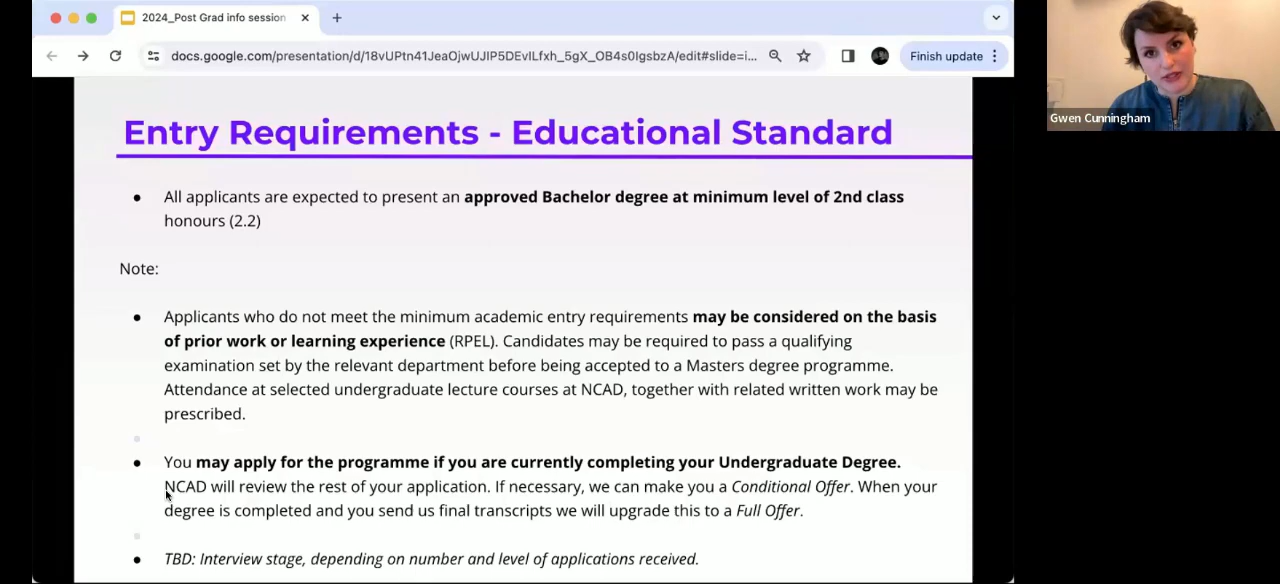 2024_Post Grad info session
docs.google.com/presentation/d/18vUPtn41JeaOjwUJIP5DEvILfxh_5gX_OB4s0IgsbzA/edit#slide=i...
Finish update
Gwen Cunningham
Entry Requirements - Educational Standard
All applicants are expected to present an approved Bachelor degree at minimum level of 2nd class
honours (2.2)
Note:
Applicants who do not meet the minimum academic entry requirements may be considered on the basis
of prior work or learning experience (RPEL). Candidates may be required to pass a qualifying
examination set by the relevant department before being accepted to a Masters degree programme.
Attendance at selected undergraduate lecture courses at NCAD, together with related written work may be
prescribed.
You may apply for the programme if you are currently completing your Undergraduate Degree.
NCAD will review the rest of your application. If necessary, we can make you a Conditional Offer. When your
degree is completed and you send us final transcripts we will upgrade this to a Full Offer.
TBD: Interview stage, depending on number and level of applications received.